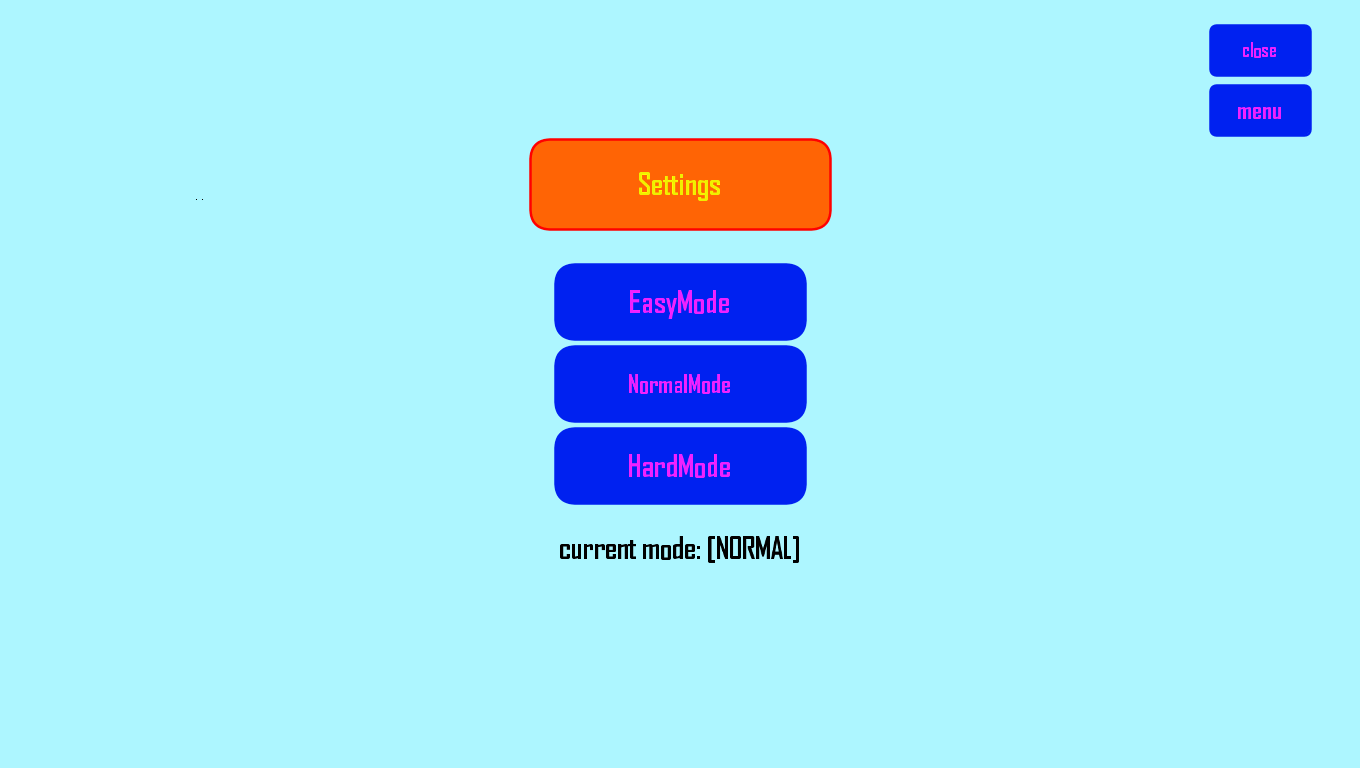 close
menu
Settings
EasyMode
NormalMode
HardMode
current mode: [NORMAL]